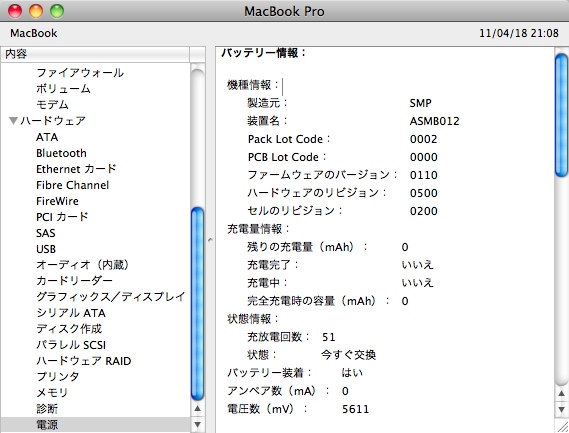 MacBook Pro
MacBook
11/04/18 21:08
内容
ファイアウォール
ボリューム
モデム
ハードウェア
ATA
Bluetooth
Ethernet カード
Fibre Channel
FireWire
PCI カード
SAS
USB
オーディオ（内蔵）
カードリーダー
グラフィックス／ディスプレイ
シリアル ATA
ディスク作成
パラレル SCSI
ハードウェア RAID
プリンタ
メモリ
診断
電源
バッテリー情報：
機種情報：
製造元： SMP
装置名： ASMB012
Pack Lot Code： 0002
PCB Lot Code： 0000
ファームウェアのバージョン： 0110
ハードウェアのリビジョン： 0500
セルのリビジョン： 0200
充電量情報：
残りの充電量（mAh）： 0
充電完了： いいえ
充電中： いいえ
完全充電時の容量（mAh）： 0
状態情報：
充放電回数： 51
状態： 今すぐ交換
バッテリー装着： はい
アンペア数（mA）： 0
電圧数（mV）： 5611